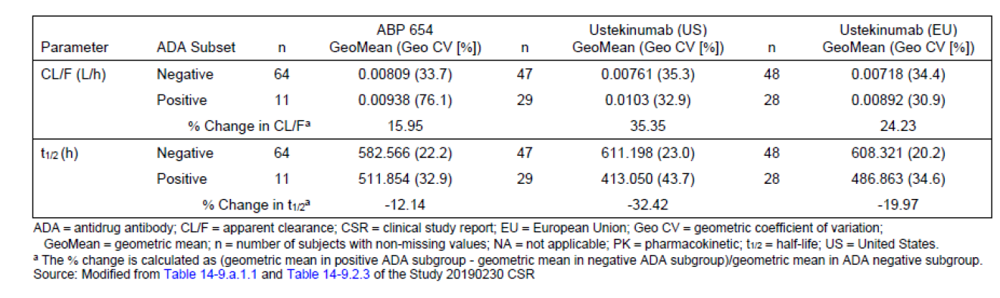 ABP 654 Ustekinumab (US) Ustekinumab (EU)
Parameter ADA Subset n GeoMean (Geo CV [%]) n GeoMean (Geo CV [%]) n GeoMean (Geo CV [%])
CL/F (L/h) Negative 64 0.00809 (33.7) 47 0.00761 (35.3) 48 0.00718 (34.4)
Positive 11 0.00938 (76.1) 29 0.0103 (32.9) 28 0.00892 (30.9)
% Change in CL/Fª 15.95 35.35 24.23
t1/2 (h) Negative 64 582.566 (22.2) 47 611.198 (23.0) 48 608.321 (20.2)
Positive 11 511.854 (32.9) 29 413.050 (43.7) 28 486.863 (34.6)
% Change in t1/2ª -12.14 -32.42 -19.97
ADA = antidrug antibody; CL/F = apparent clearance; CSR = clinical study report; EU = European Union; Geo CV = geometric coefficient of variation;
GeoMean = geometric mean; n = number of subjects with non-missing values; NA = not applicable; PK = pharmacokinetic; t1/2 = half-life; US = United States.
ª The % change is calculated as (geometric mean in positive ADA subgroup - geometric mean in negative ADA subgroup)/geometric mean in ADA negative subgroup.
Source: Modified from Table 14-9.a.1.1 and Table 14-9.2.3 of the Study 20190230 CSR